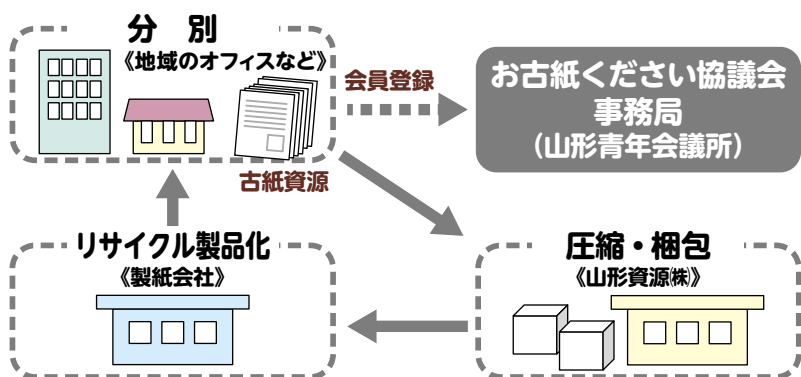 分 別
《地域のオフィスなど》
会員登録
お古紙ください協議会
事務局
（山形青年会議所）
古紙資源
リサイクル製品化
《製紙会社》
圧縮・梱包
《山形資源㈱》